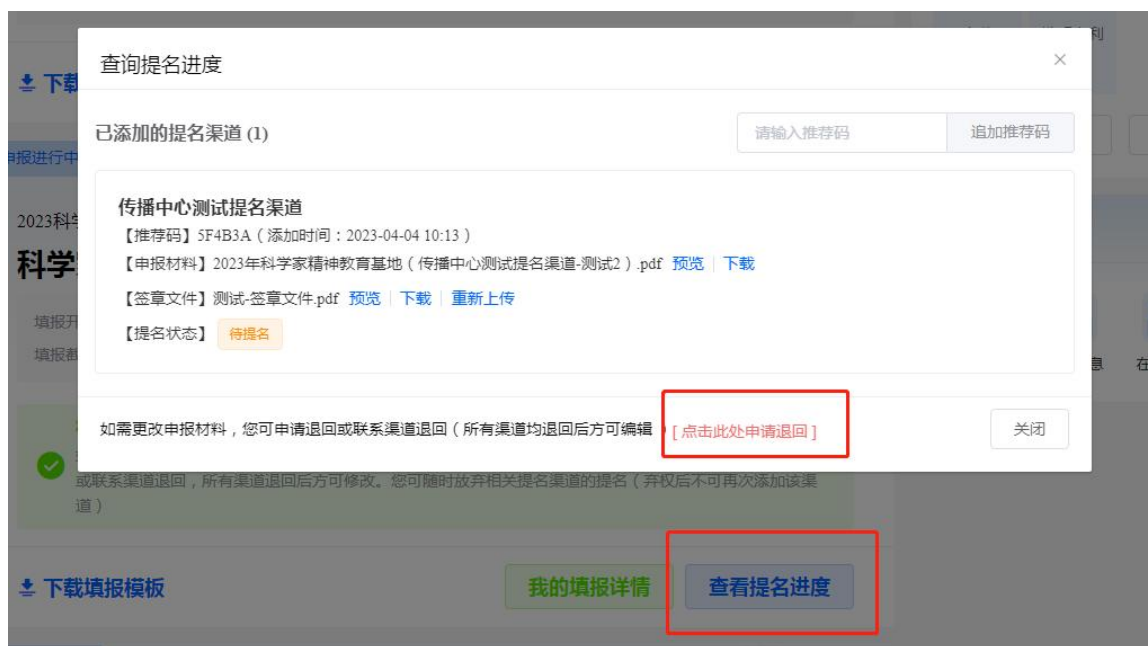 利
下载
查询提名进度
已添加的提名渠道 (1)
请输入推荐码
追加推荐码
申报进行中
传播中心测试提名渠道
【推荐码】5F4B3A（添加时间：2023-04-04 10:13）
2023科学
【申报材料】2023年科学家精神教育基地（传播中心测试提名渠道-测试2）.pdf 预览 下载
科学
【签章文件】测试-签章文件.pdf 预览 下载 重新上传
填报开
【提名状态】 待提名
填报截
息
在
如需更改申报材料，您可申请退回或联系渠道退回（所有渠道均退回后方可编辑）[ 点击此处申请退回 ]
关闭
或联系渠道退回，所有渠道退回后方可修改。您可随时放弃相关提名渠道的提名（弃权后不可再次添加该渠
道）
下载填报模板
我的填报详情
查看提名进度